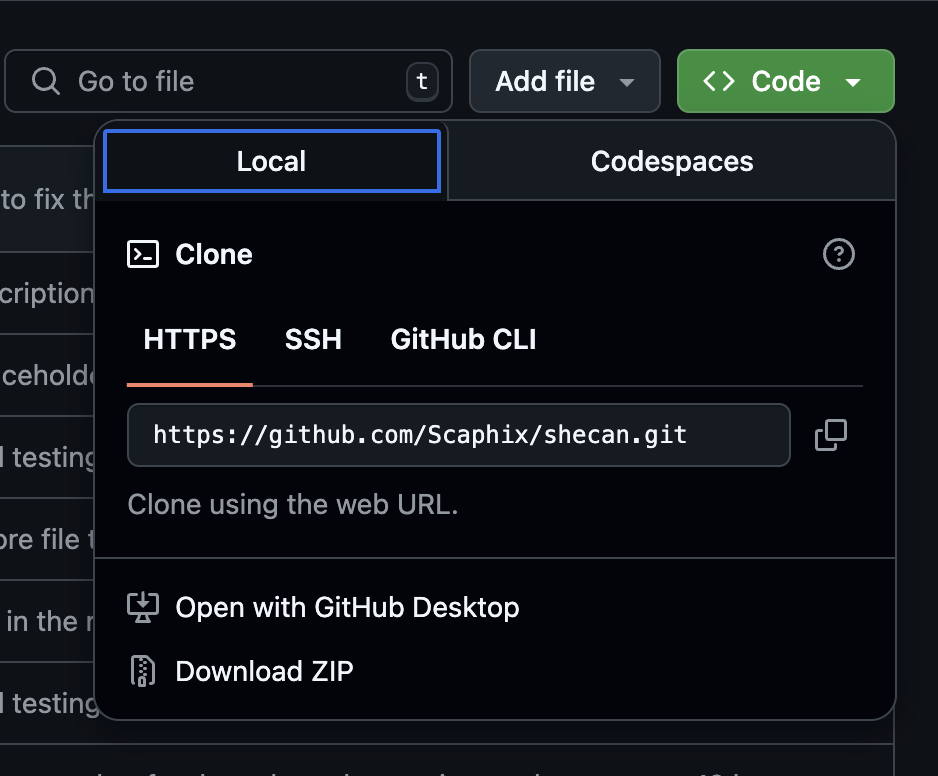 Go to file
t
Add file
Code
Local
Codespaces
to fix th
Clone
cription
HTTPS
SSH
GitHub CLI
ceholde
https://github.com/Scaphix/shecan.git
testing
Clone using the web URL.
ore file t
Open with GitHub Desktop
in the r
Download ZIP
testing